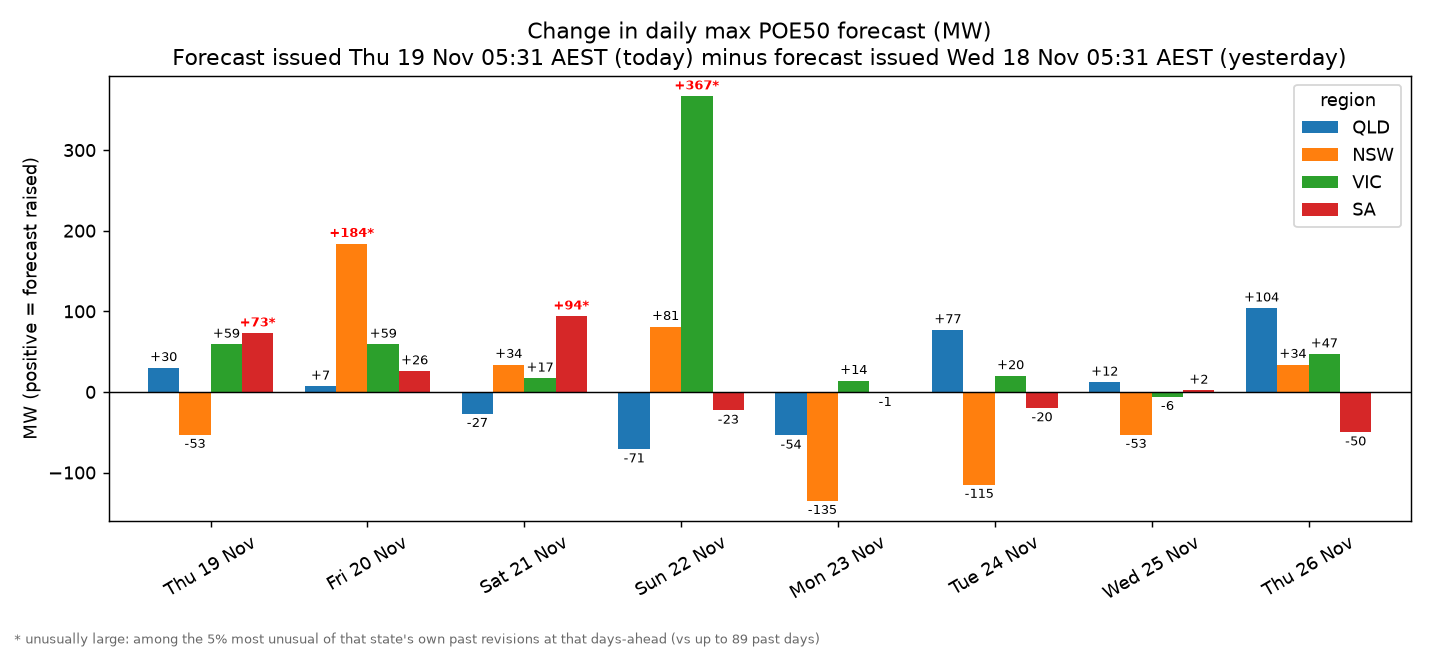 Change in daily max POE50 forecast (MW)
Forecast issued Thu 19 Nov 05:31 AEST (today) minus forecast issued Wed 18 Nov 05:31 AEST (yesterday)
MW (positive = forecast raised)
300
200
100
0
−100
region
QLD
NSW
VIC
SA
+30
-53
+59
+73*
+7
+184*
+59
+26
-27
+34
+17
+94*
-71
+81
+367*
-23
-54
-135
+14
-1
+77
-115
+20
-20
+12
-53
-6
+2
+104
+34
+47
-50
Thu 19 Nov
Fri 20 Nov
Sat 21 Nov
Sun 22 Nov
Mon 23 Nov
Tue 24 Nov
Wed 25 Nov
Thu 26 Nov
* unusually large: among the 5% most unusual of that state's own past revisions at that days-ahead (vs up to 89 past days)